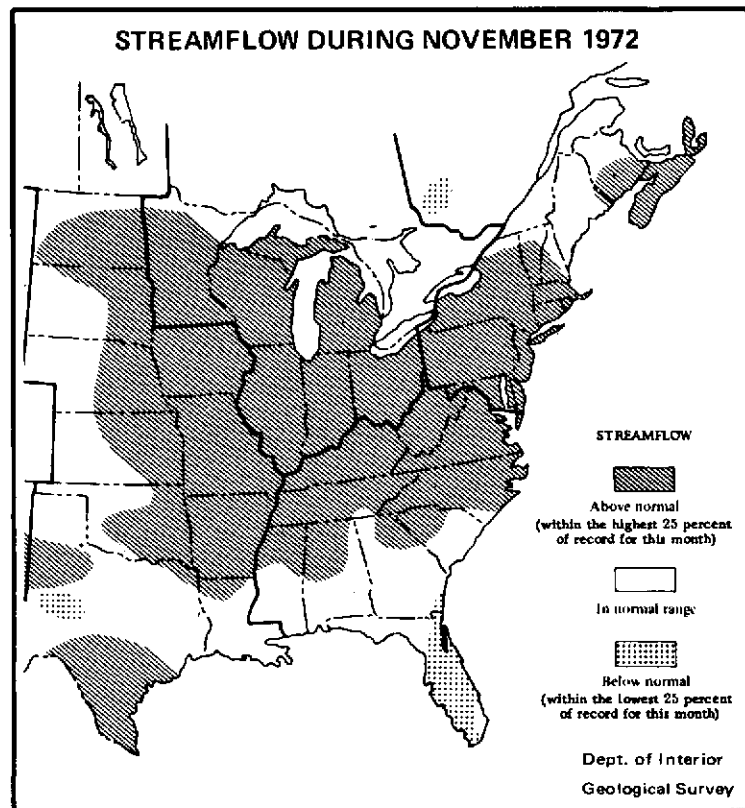 STREAMFLOW DURING NOVEMBER 1972
STREAMFLOW
Above normal
(within the highest 25 percent
of record for this month)
In normal range
Below normal
(within the lowest 25 percent
of record for this month)
Dept. of Interior
Geological Survey